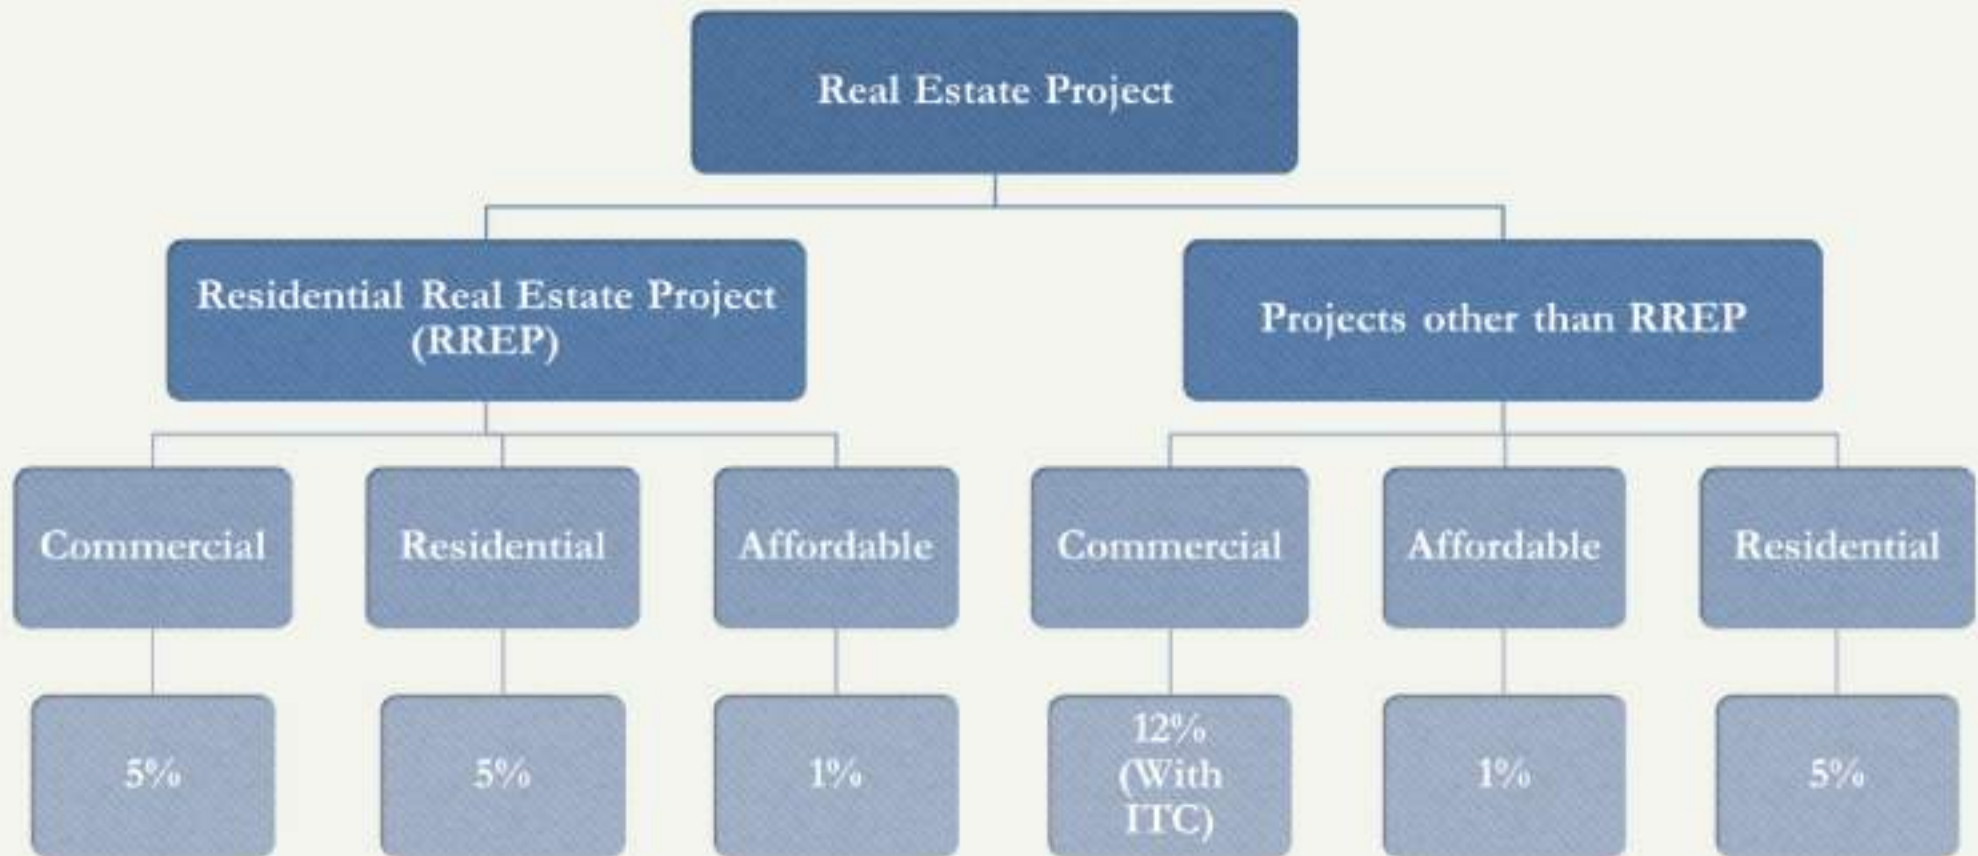 Real Estate Project
Residential Real Estate Project
(RREP)
Projects other than RREP
Commercial
Residential
Affordable
Commercial
Affordable
Residential
5%
5%
1%
12%
(With
ITC)
1%
5%